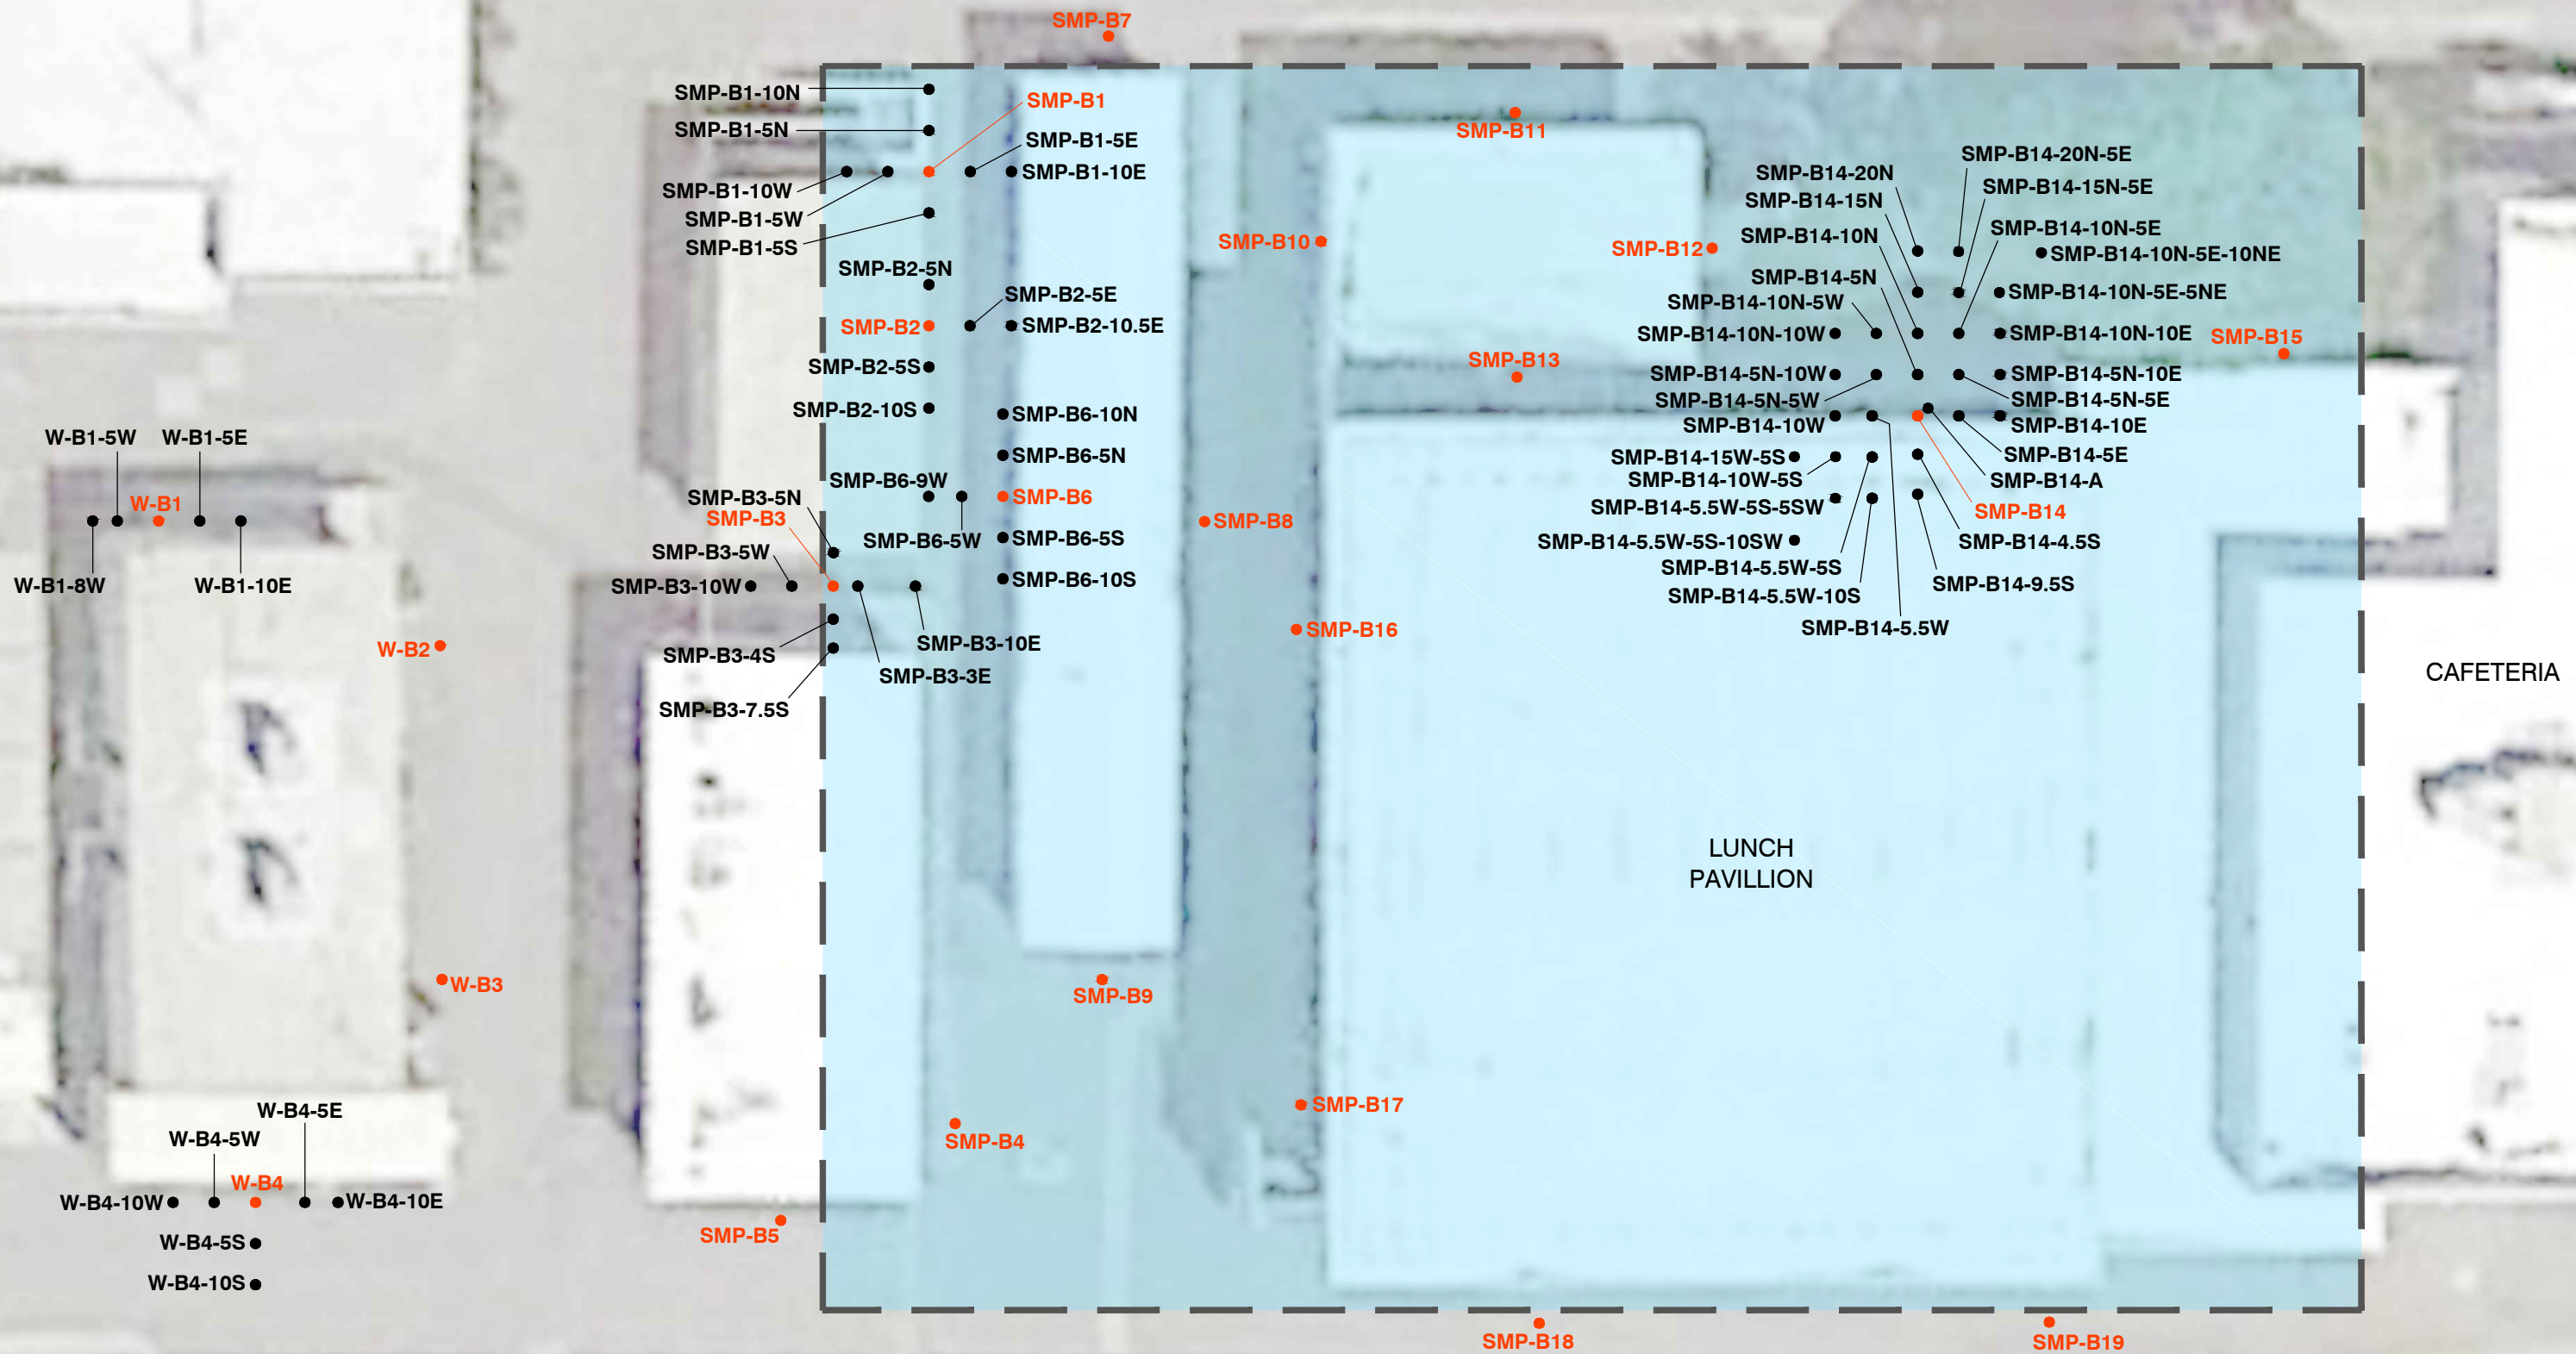 SMP-B7
SMP-B1-10N
SMP-B1
SMP-B1-5N
SMP-B11
SMP-B1-5E
SMP-B14-20N-5E
SMP-B1-10E
SMP-B14-20N
SMP-B1-10W
SMP-B14-15N-5E
SMP-B14-15N
SMP-B1-5W
SMP-B14-10N-5E
SMP-B14-10N
SMP-B10
SMP-B1-5S
SMP-B12
SMP-B14-10N-5E-10NE
SMP-B2-5N
SMP-B14-5N
SMP-B2-5E
SMP-B14-10N-5E-5NE
SMP-B14-10N-5W
SMP-B2
SMP-B2-10.5E
SMP-B14-10N-10W
SMP-B14-10N-10E
SMP-B15
SMP-B13
SMP-B2-5S
SMP-B14-5N-10W
SMP-B14-5N-10E
SMP-B14-5N-5W
SMP-B14-5N-5E
SMP-B2-10S
SMP-B6-10N
SMP-B14-10W
SMP-B14-10E
W-B1-5W
W-B1-5E
SMP-B6-5N
SMP-B14-15W-5S
SMP-B14-5E
SMP-B6-9W
SMP-B14-10W-5S
SMP-B14-A
SMP-B3-5N
SMP-B6
W-B1
SMP-B14-5.5W-5S-5SW
SMP-B14
SMP-B3
SMP-B8
SMP-B6-5W
SMP-B6-5S
SMP-B14-5.5W-5S-10SW
SMP-B14-4.5S
SMP-B3-5W
SMP-B14-5.5W-5S
SMP-B6-10S
W-B1-8W
W-B1-10E
SMP-B3-10W
SMP-B14-9.5S
SMP-B14-5.5W-10S
SMP-B16
SMP-B14-5.5W
W-B2
SMP-B3-10E
SMP-B3-4S
CAFETERIA
SMP-B3-3E
SMP-B3-7.5S
LUNCH
PAVILLION
W-B3
SMP-B9
SMP-B17
W-B4-5E
W-B4-5W
SMP-B4
W-B4
W-B4-10W
W-B4-10E
SMP-B5
W-B4-5S
W-B4-10S
SMP-B18
SMP-B19